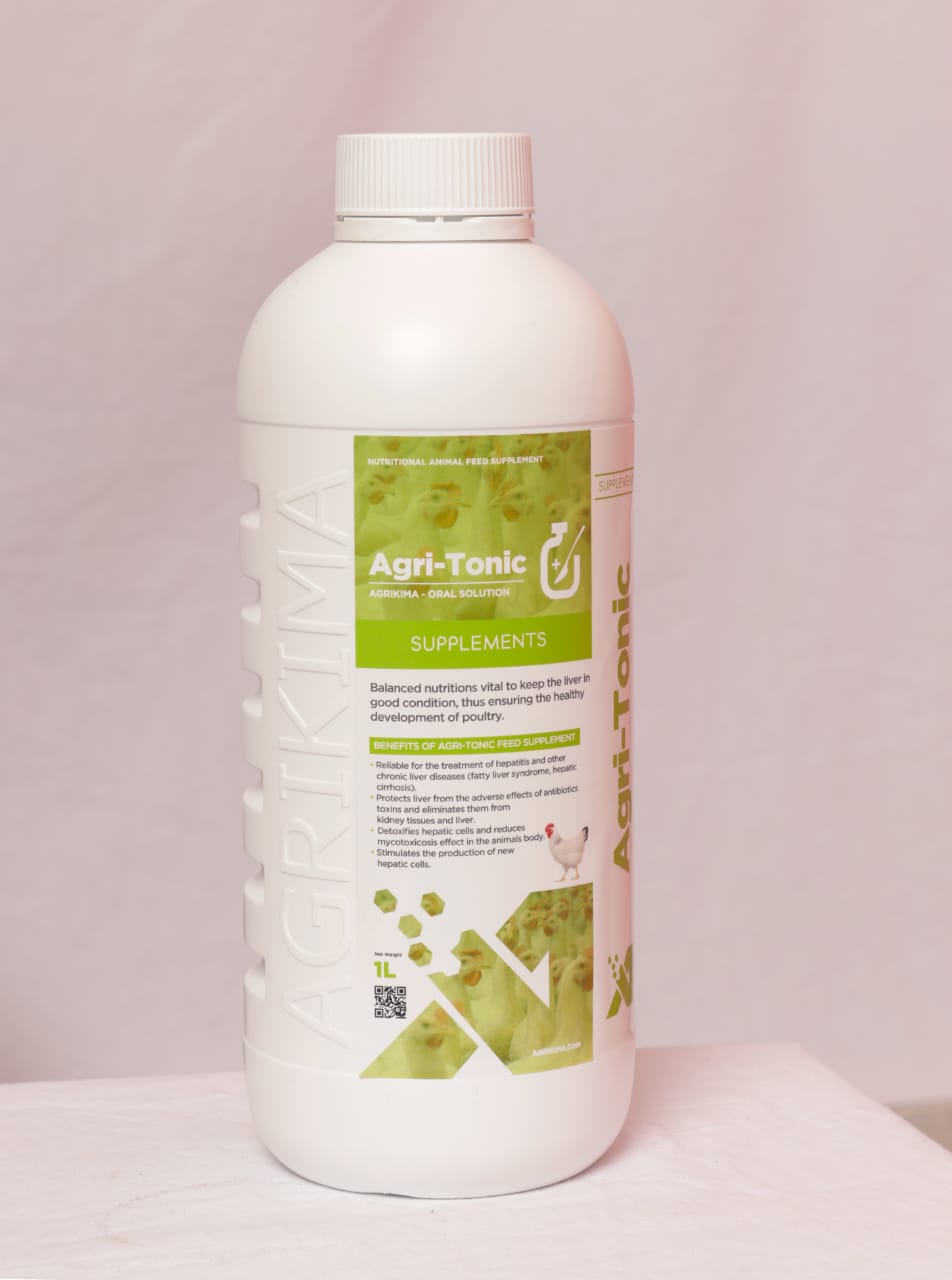 AGRIKIMA
NUTRITIONAL ANIMAL FEED SUPPLEMENT
Agri-Tonic
AGRIKIMA - ORAL SOLUTION
SUPPLEMENTS
Balanced nutritions vital to keep the liver in
good condition, thus ensuring the healthy
development of poultry.
BENEFITS OF AGRI-TONIC FEED SUPPLEMENT
• Reliable for the treatment of hepatitis and other
chronic liver diseases (fatty liver syndrome, hepatic
cirrhosis).
• Protects liver from the adverse effects of antibiotics
toxins and eliminates them from
kidney tissues and liver.
• Detoxifies hepatic cells and reduces
mycotoxicosis effect in the animals body.
• Stimulates the production of new
hepatic cells.
Net Weight
1L
AGRIKIMA.COM
SUPPLEMEN
Agri-Tonic